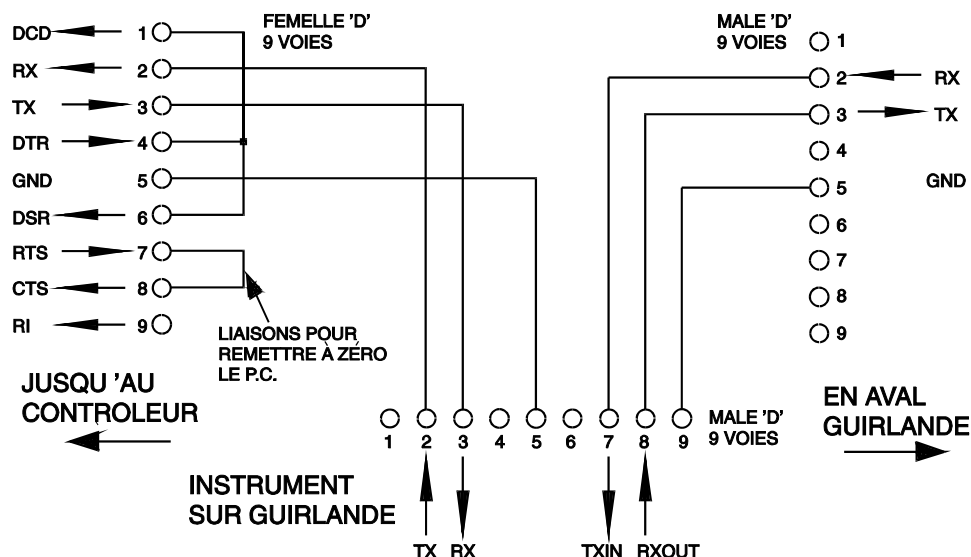 FEMELLE 'D'
9 VOIES
DCD 1
RX 2
TX 3
DTR 4
GND 5
DSR 6
RTS 7
CTS 8
RI 9
LIAISONS POUR
REMETTRE À ZÉRO
LE P.C.
JUSQU 'AU
CONTROLEUR
MALE 'D'
9 VOIES
1
2 RX
3 TX
4
5 GND
6
7
8
9
EN AVAL
GUIRLANDE
1 2 3 4 5 6 7 8 9
MALE 'D'
9 VOIES
INSTRUMENT
SUR GUIRLANDE
TX RX TXIN RXOUT